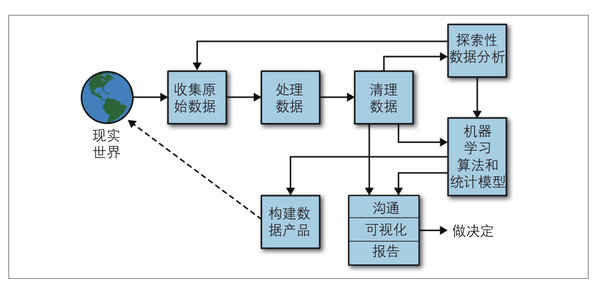 探索性
数据分析
收集原
始数据
处理
数据
清理
数据
现实
世界
机器
学习
算法和
统计模型
构建数
据产品
沟通
可视化
报告
做决定